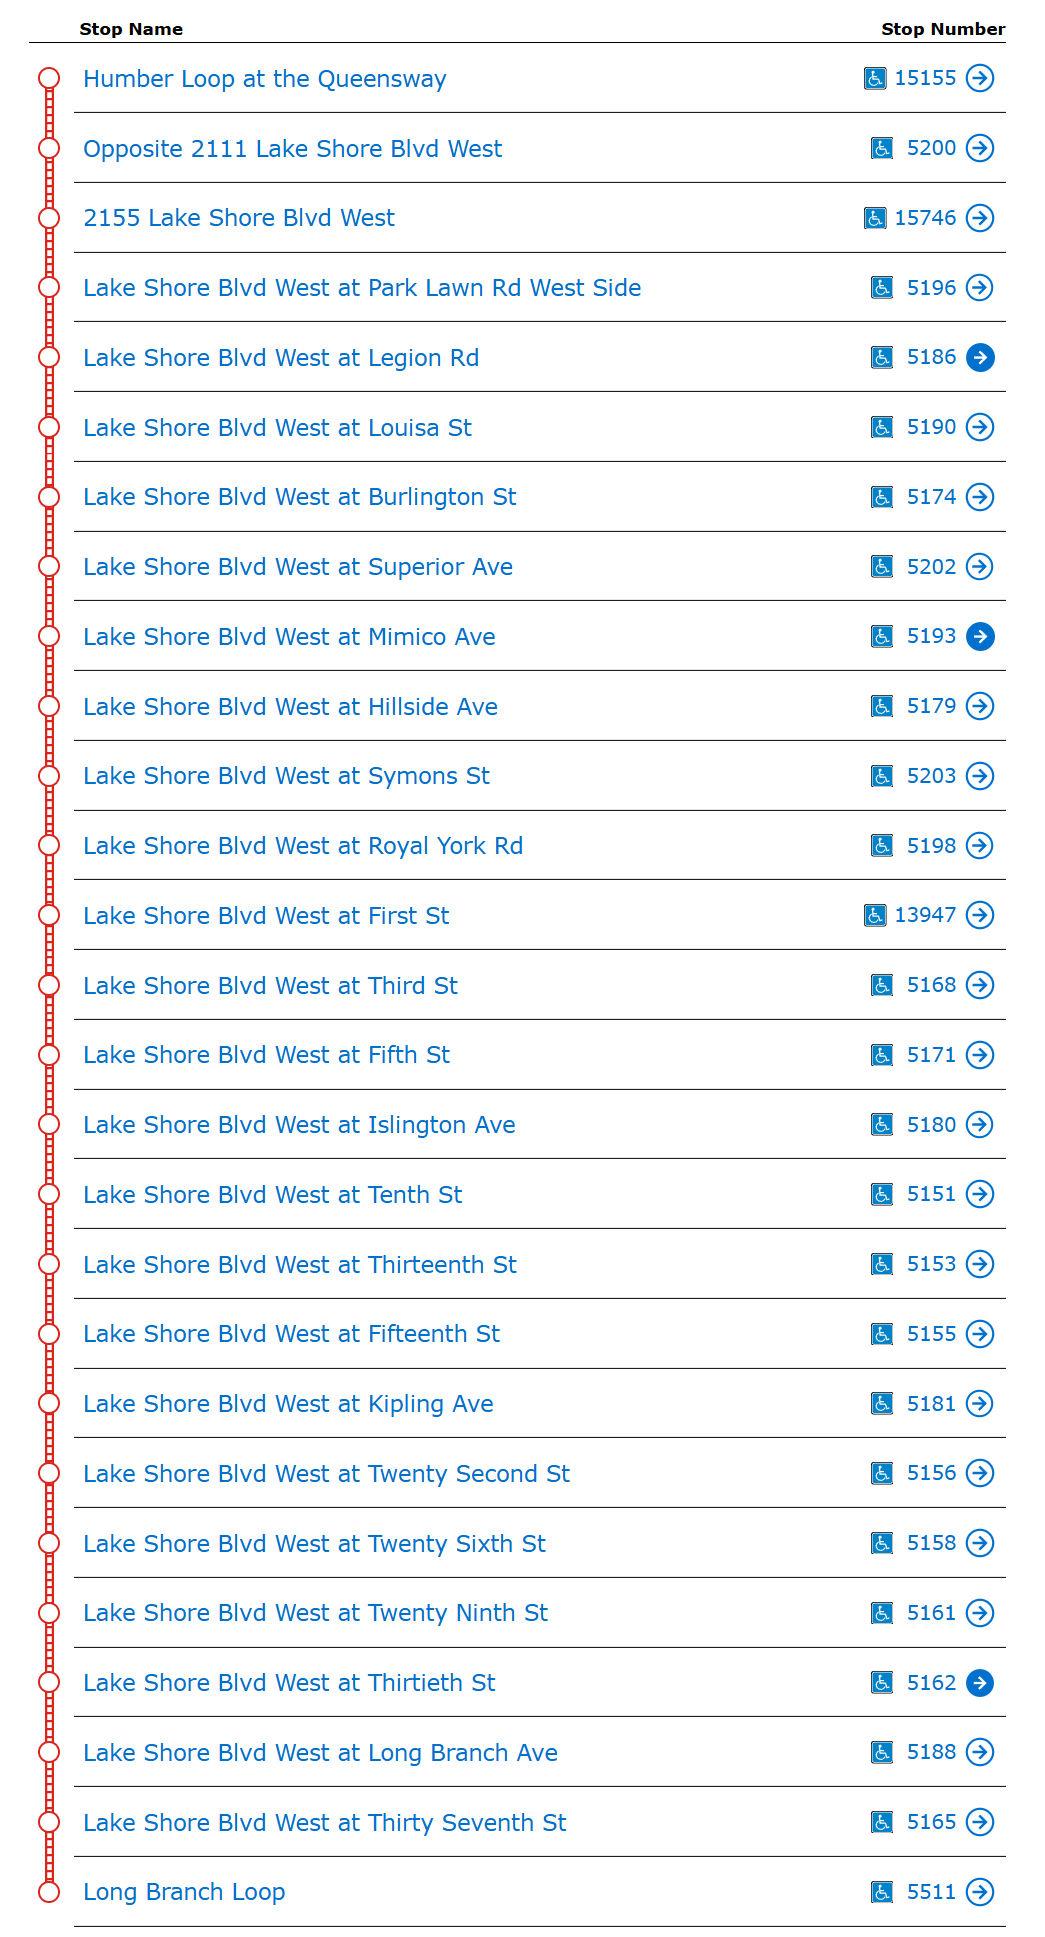 Stop Name Stop Number
Humber Loop at the Queensway 15155
Opposite 2111 Lake Shore Blvd West 5200
2155 Lake Shore Blvd West 15746
Lake Shore Blvd West at Park Lawn Rd West Side 5196
Lake Shore Blvd West at Legion Rd 5186
Lake Shore Blvd West at Louisa St 5190
Lake Shore Blvd West at Burlington St 5174
Lake Shore Blvd West at Superior Ave 5202
Lake Shore Blvd West at Mimico Ave 5193
Lake Shore Blvd West at Hillside Ave 5179
Lake Shore Blvd West at Symons St 5203
Lake Shore Blvd West at Royal York Rd 5198
Lake Shore Blvd West at First St 13947
Lake Shore Blvd West at Third St 5168
Lake Shore Blvd West at Fifth St 5171
Lake Shore Blvd West at Islington Ave 5180
Lake Shore Blvd West at Tenth St 5151
Lake Shore Blvd West at Thirteenth St 5153
Lake Shore Blvd West at Fifteenth St 5155
Lake Shore Blvd West at Kipling Ave 5181
Lake Shore Blvd West at Twenty Second St 5156
Lake Shore Blvd West at Twenty Sixth St 5158
Lake Shore Blvd West at Twenty Ninth St 5161
Lake Shore Blvd West at Thirtieth St 5162
Lake Shore Blvd West at Long Branch Ave 5188
Lake Shore Blvd West at Thirty Seventh St 5165
Long Branch Loop 5511